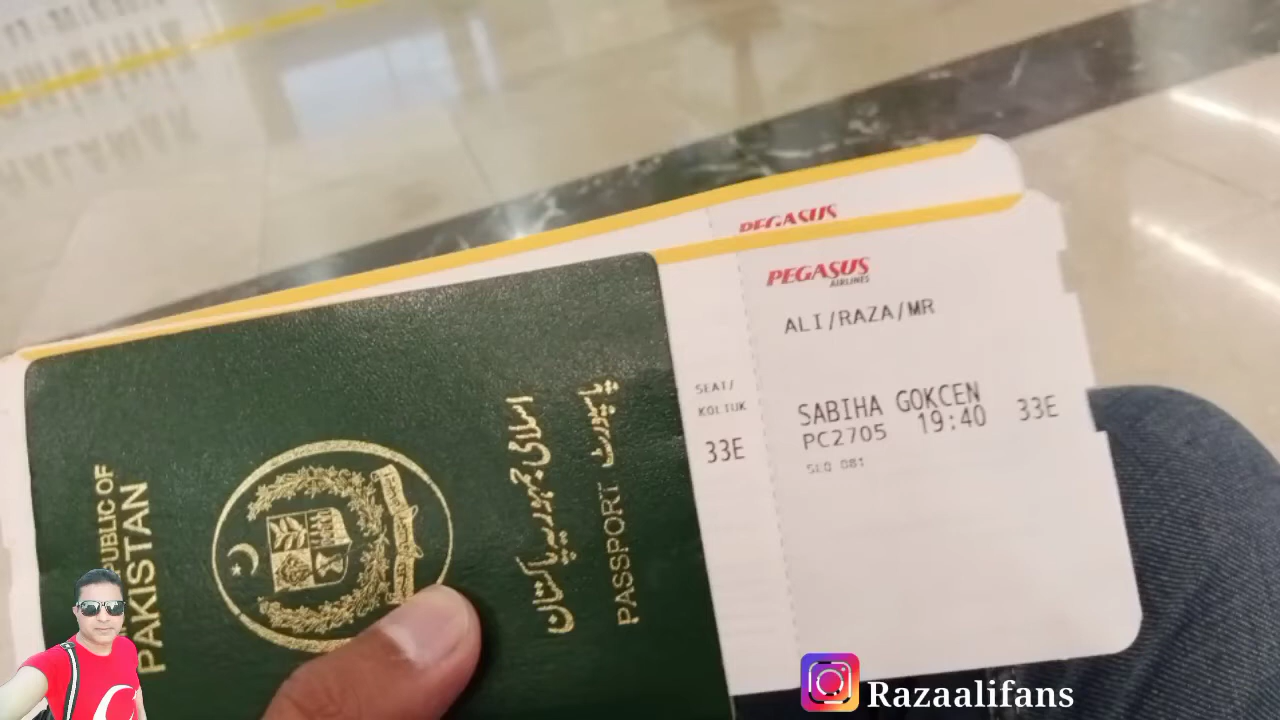 PEGASUS
PEGASUS
AIRLINES
ALI/RAZA/MR
SEAT/
KOLTUK
33E
SABIHA GOKCEN
PC2705 19:40 33E
SEQ 081
PUBLIC OF
PAKISTAN
اسلامی جمہوریہ پاکستان
پاسپورٹ PASSPORT
Razaalifans